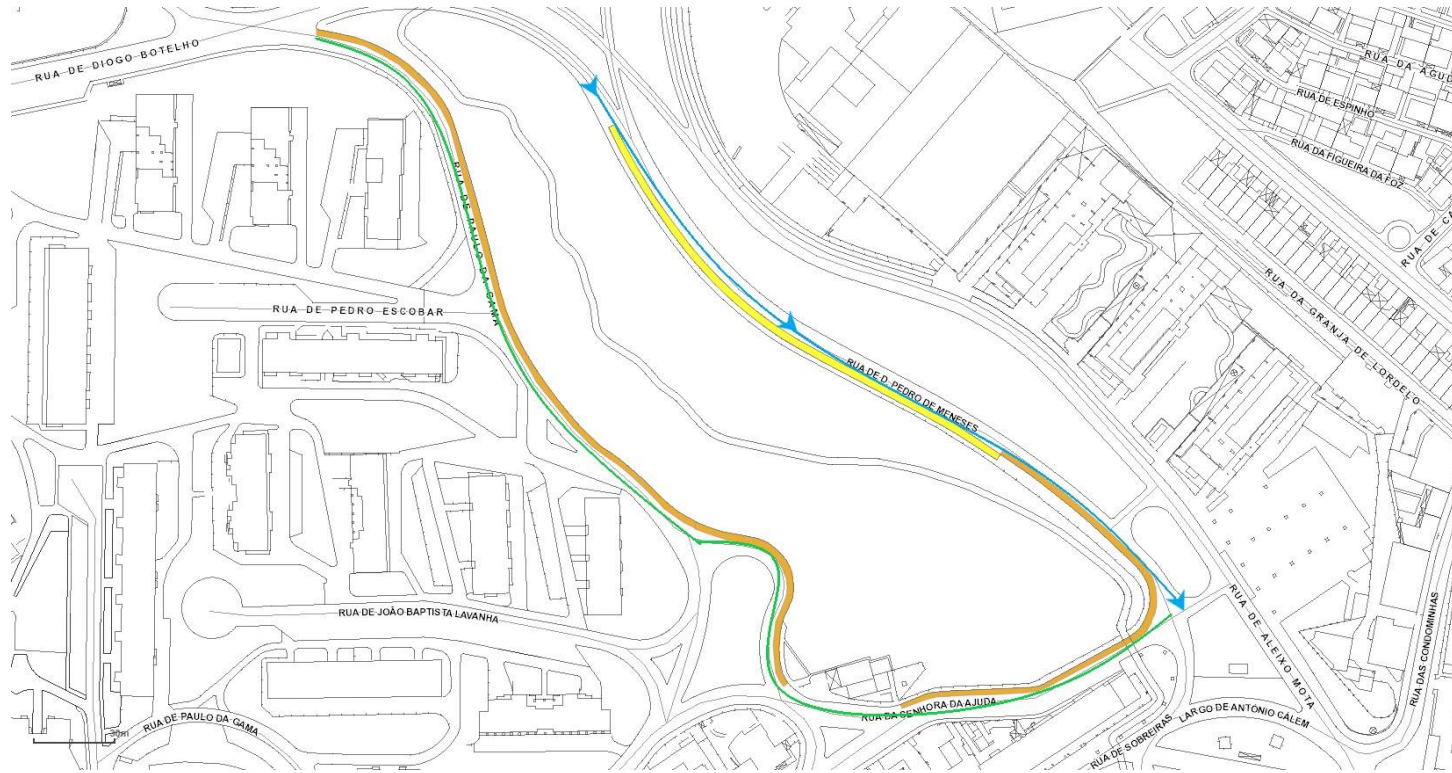 RUA DE DIOGO BOTELHO
RUA DE ESPINHO
RUA DA FIGUEIRA DA FOZ
RUA DE PAULO DA GAMA
RUA DE PEDRO ESCOBAR
RUA DA GRANJA DE LORDELO
RUA DE D. PEDRO DE MENESES
RUA DE JOÃO BAPTISTA LAVANHA
RUA DE ALEIXO MOTA
RUA DAS CONDOMINHAS
RUA DA SENHORA DA AJUDA
RUA DE PAULO DA GAMA
LARGO DE ANTÓNIO CALEM
RUA DE SOBREIRAS
30m